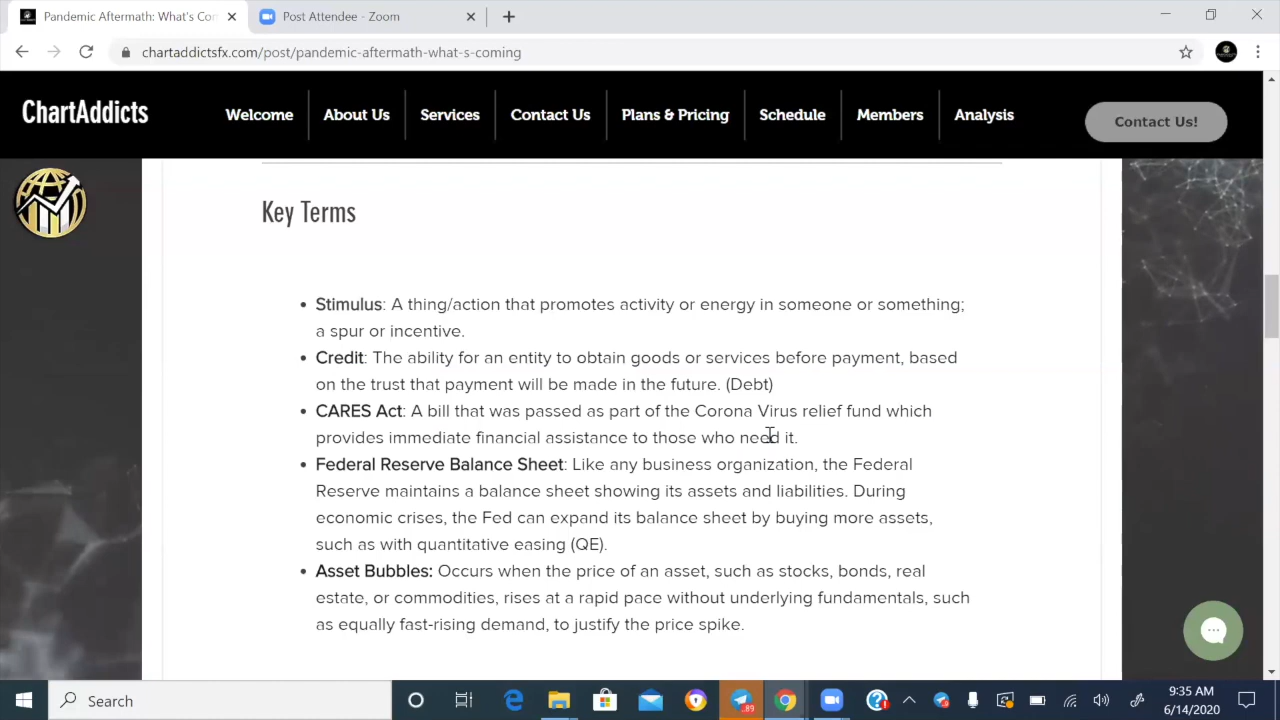 Pandemic Aftermath: What's Con
Post Attendee - Zoom
chartaddictsfx.com/post/pandemic-aftermath-what-s-coming
ChartAddicts
Welcome
About Us
Services
Contact Us
Plans & Pricing
Schedule
Members
Analysis
Contact Us!
Key Terms
• Stimulus: A thing/action that promotes activity or energy in someone or something;
a spur or incentive.
• Credit: The ability for an entity to obtain goods or services before payment, based
on the trust that payment will be made in the future. (Debt)
• CARES Act: A bill that was passed as part of the Corona Virus relief fund which
provides immediate financial assistance to those who need it.
• Federal Reserve Balance Sheet: Like any business organization, the Federal
Reserve maintains a balance sheet showing its assets and liabilities. During
economic crises, the Fed can expand its balance sheet by buying more assets,
such as with quantitative easing (QE).
• Asset Bubbles: Occurs when the price of an asset, such as stocks, bonds, real
estate, or commodities, rises at a rapid pace without underlying fundamentals, such
as equally fast-rising demand, to justify the price spike.
Search
.89
9:35 AM
6/14/2020